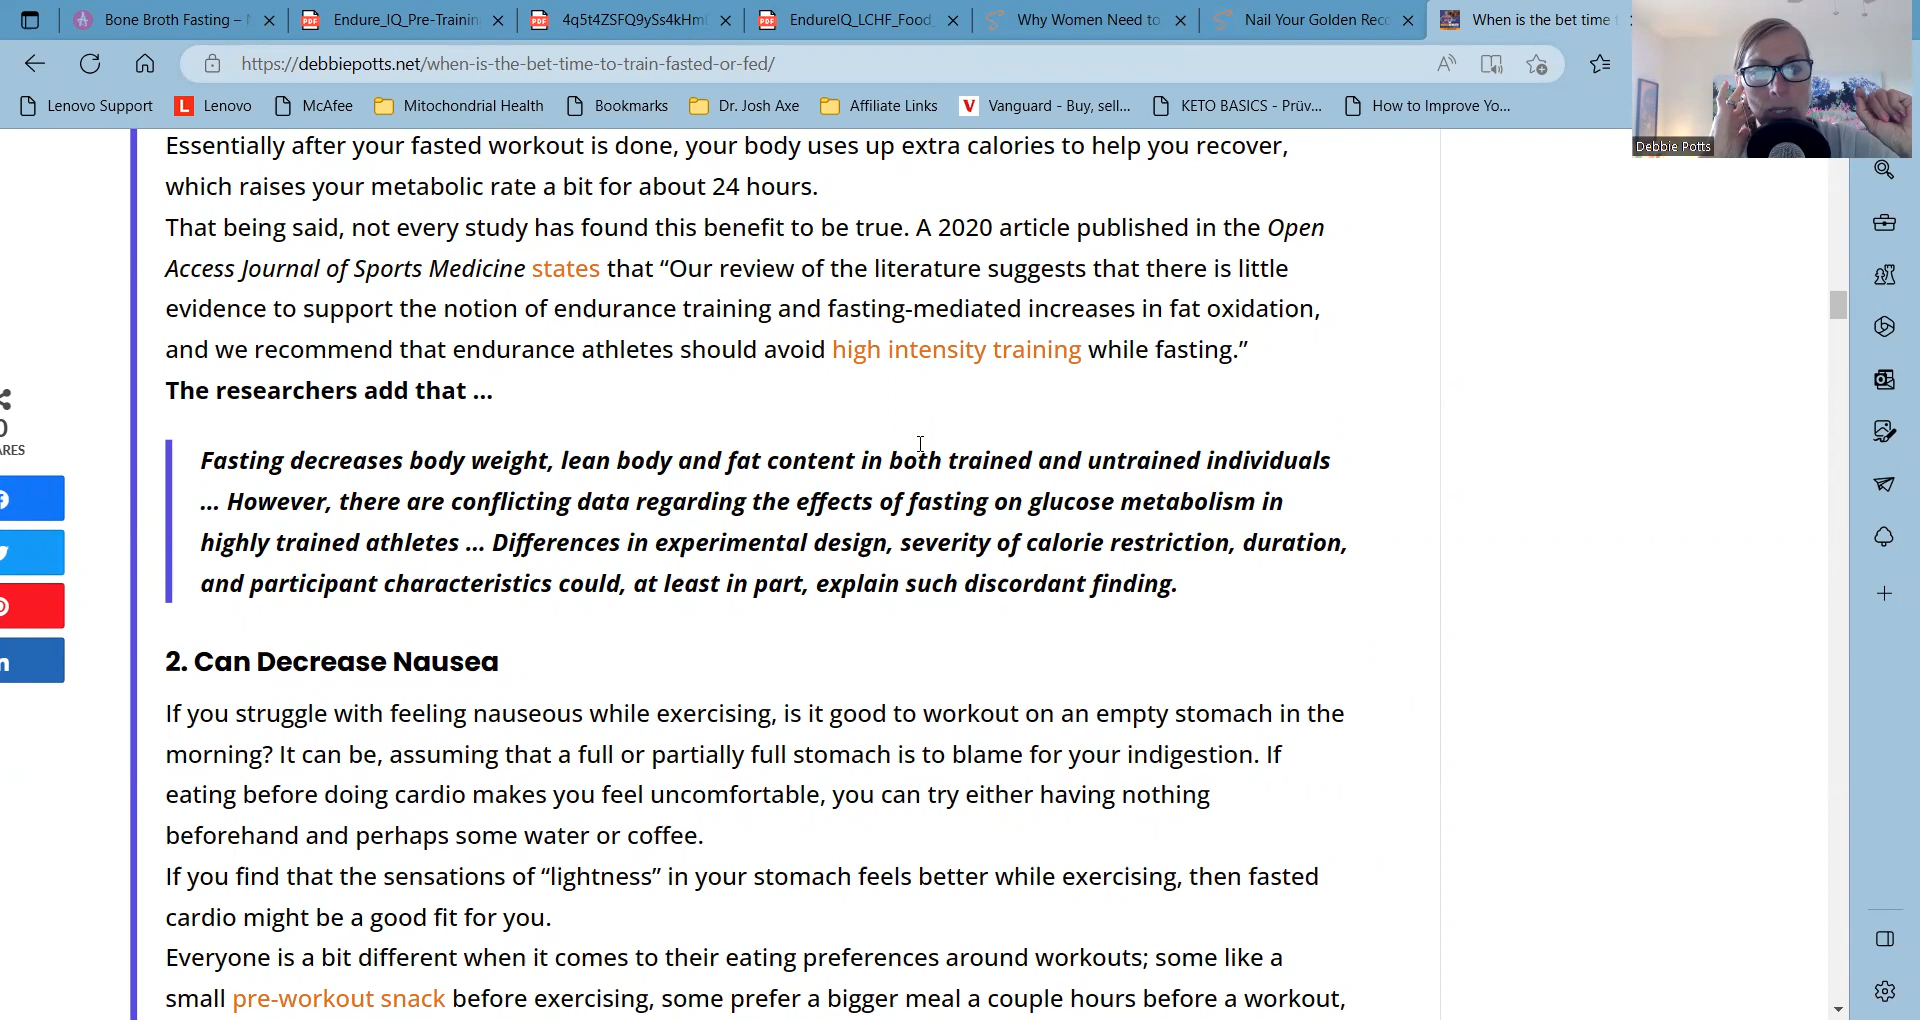 Bone Broth Fasting –
Endure_IQ_Pre-Trainin
4q5t4ZSFQ9ySs4kHm
EndureIQ_LCHF_Food_
Why Women Need to
Nail Your Golden Reco
When is the bet time t
https://debbiepotts.net/when-is-the-bet-time-to-train-fasted-or-fed/
Lenovo Support
Lenovo
McAfee
Mitochondrial Health
Bookmarks
Dr. Josh Axe
Affiliate Links
Vanguard - Buy, sell...
KETO BASICS - Prüv...
How to Improve Yo...
Debbie Potts
Essentially after your fasted workout is done, your body uses up extra calories to help you recover,
which raises your metabolic rate a bit for about 24 hours.
That being said, not every study has found this benefit to be true. A 2020 article published in the Open
Access Journal of Sports Medicine states that “Our review of the literature suggests that there is little
evidence to support the notion of endurance training and fasting-mediated increases in fat oxidation,
and we recommend that endurance athletes should avoid high intensity training while fasting.”
The researchers add that …
0
ARES
Fasting decreases body weight, lean body and fat content in both trained and untrained individuals
… However, there are conflicting data regarding the effects of fasting on glucose metabolism in
highly trained athletes … Differences in experimental design, severity of calorie restriction, duration,
and participant characteristics could, at least in part, explain such discordant finding.
2. Can Decrease Nausea
If you struggle with feeling nauseous while exercising, is it good to workout on an empty stomach in the
morning? It can be, assuming that a full or partially full stomach is to blame for your indigestion. If
eating before doing cardio makes you feel uncomfortable, you can try either having nothing
beforehand and perhaps some water or coffee.
If you find that the sensations of “lightness” in your stomach feels better while exercising, then fasted
cardio might be a good fit for you.
Everyone is a bit different when it comes to their eating preferences around workouts; some like a
small pre-workout snack before exercising, some prefer a bigger meal a couple hours before a workout,